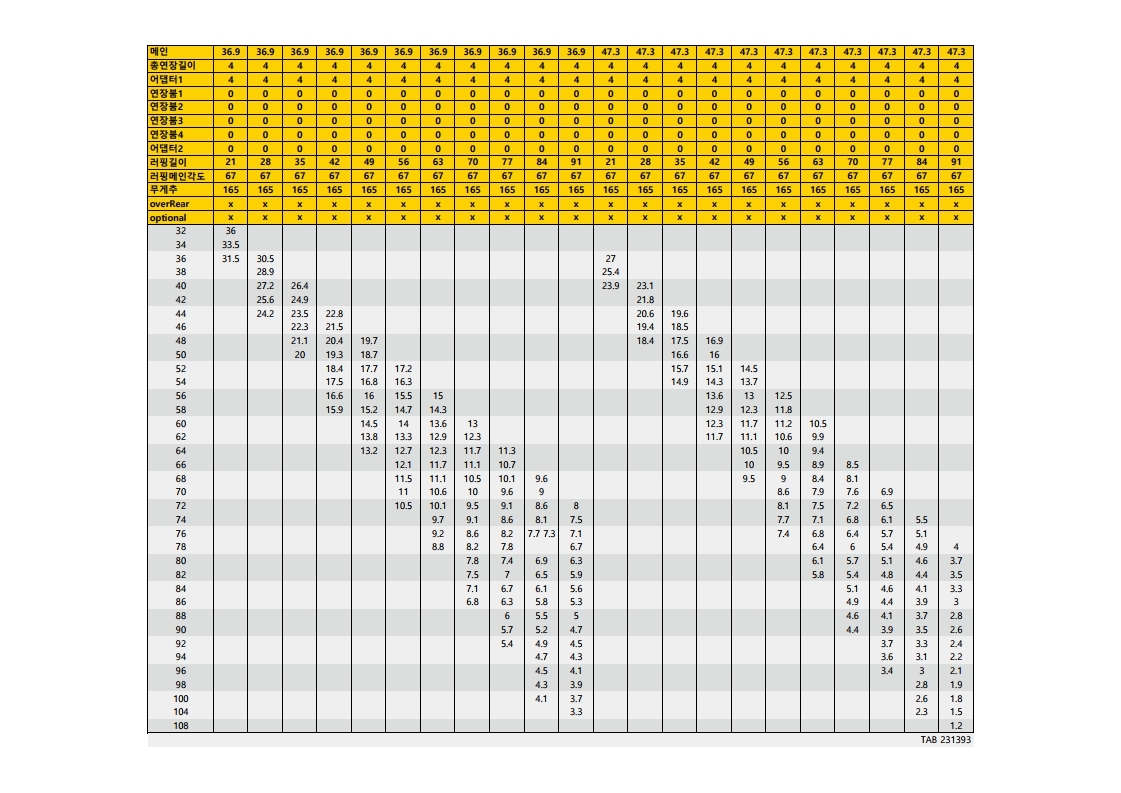 메인 36.9 36.9 36.9 36.9 36.9 36.9 36.9 36.9 36.9 36.9 36.9 47.3 47.3 47.3 47.3 47.3 47.3 47.3 47.3 47.3 47.3 47.3
총연장길이 4 4 4 4 4 4 4 4 4 4 4 4 4 4 4 4 4 4 4 4 4 4
어댑터1 4 4 4 4 4 4 4 4 4 4 4 4 4 4 4 4 4 4 4 4 4 4
연장붐1 0 0 0 0 0 0 0 0 0 0 0 0 0 0 0 0 0 0 0 0 0 0
연장붐2 0 0 0 0 0 0 0 0 0 0 0 0 0 0 0 0 0 0 0 0 0 0
연장붐3 0 0 0 0 0 0 0 0 0 0 0 0 0 0 0 0 0 0 0 0 0 0
연장붐4 0 0 0 0 0 0 0 0 0 0 0 0 0 0 0 0 0 0 0 0 0 0
어댑터2 0 0 0 0 0 0 0 0 0 0 0 0 0 0 0 0 0 0 0 0 0 0
러핑길이 21 28 35 42 49 56 63 70 77 84 91 21 28 35 42 49 56 63 70 77 84 91
러핑메인각도 67 67 67 67 67 67 67 67 67 67 67 67 67 67 67 67 67 67 67 67 67 67
무게추 165 165 165 165 165 165 165 165 165 165 165 165 165 165 165 165 165 165 165 165 165 165
overRear x x x x x x x x x x x x x x x x x x x x x x
optional x x x x x x x x x x x x x x x x x x x x x x
32 36
34 33.5
36 31.5 30.5 27
38 28.9 25.4
40 27.2 26.4 23.9 23.1
42 25.6 24.9 21.8
44 24.2 23.5 22.8 20.6 19.6
46 22.3 21.5 19.4 18.5
48 21.1 20.4 19.7 18.4 17.5 16.9
50 20 19.3 18.7 16.6 16
52 18.4 17.7 17.2 15.7 15.1 14.5
54 17.5 16.8 16.3 14.9 14.3 13.7
56 16.6 16 15.5 15 13.6 13 12.5
58 15.9 15.2 14.7 14.3 12.9 12.3 11.8
60 14.5 14 13.6 13 12.3 11.7 11.2 10.5
62 13.8 13.3 12.9 12.3 11.7 11.1 10.6 9.9
64 13.2 12.7 12.3 11.7 11.3 10.5 10 9.4
66 12.1 11.7 11.1 10.7 10 9.5 8.9 8.5
68 11.5 11.1 10.5 10.1 9.6 9.5 9 8.4 8.1
70 11 10.6 10 9.6 9 8.6 7.9 7.6 6.9
72 10.5 10.1 9.5 9.1 8.6 8 8.1 7.5 7.2 6.5
74 9.7 9.1 8.6 8.1 7.5 7.7 7.1 6.8 6.1 5.5
76 9.2 8.6 8.2 7.7 7.3 7.1 7.4 6.8 6.4 5.7 5.1
78 8.8 8.2 7.8 6.7 6.4 6 5.4 4.9 4
80 7.8 7.4 6.9 6.3 6.1 5.7 5.1 4.6 3.7
82 7.5 7 6.5 5.9 5.8 5.4 4.8 4.4 3.5
84 7.1 6.7 6.1 5.6 5.1 4.6 4.1 3.3
86 6.8 6.3 5.8 5.3 4.9 4.4 3.9 3
88 6 5.5 5 4.6 4.1 3.7 2.8
90 5.7 5.2 4.7 4.4 3.9 3.5 2.6
92 5.4 4.9 4.5 3.7 3.3 2.4
94 4.7 4.3 3.6 3.1 2.2
96 4.5 4.1 3.4 3 2.1
98 4.3 3.9 2.8 1.9
100 4.1 3.7 2.6 1.8
104 3.3 2.3 1.5
108 1.2
TAB 231393